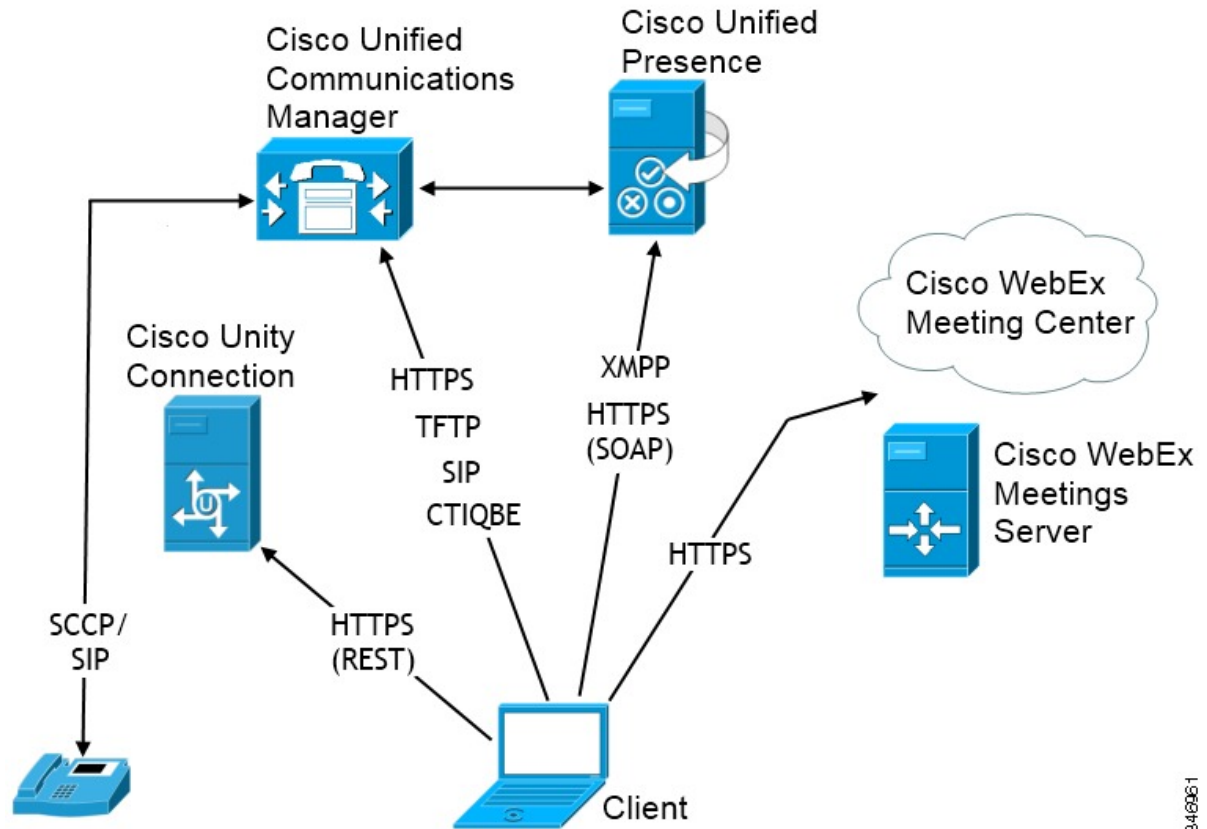 Cisco Unified
Communications
Manager
Cisco Unified
Presence
Cisco WebEx
Meeting Center
Cisco Unity
Connection
HTTPS
TFTP
SIP
CTIQBE
XMPP
HTTPS
(SOAP)
Cisco WebEx
Meetings
Server
HTTPS
SCCP/
SIP
HTTPS
(REST)
U
Client
346961